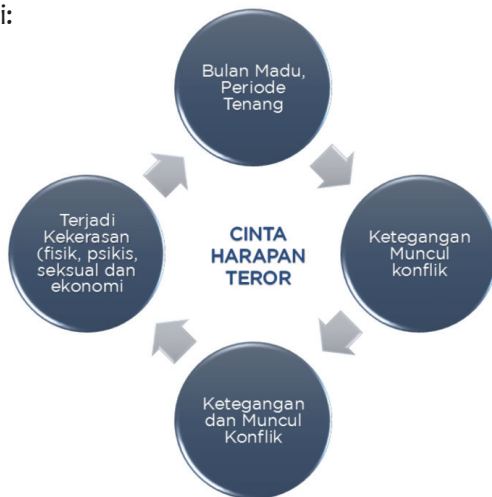 i:
Bulan Madu,
Periode
Tenang
Ketegangan
Muncul
konflik
Ketegangan
dan Muncul
Konflik
Terjadi
Kekerasan
(fisik, psikis,
seksual dan
ekonomi
CINTA
HARAPAN
TEROR